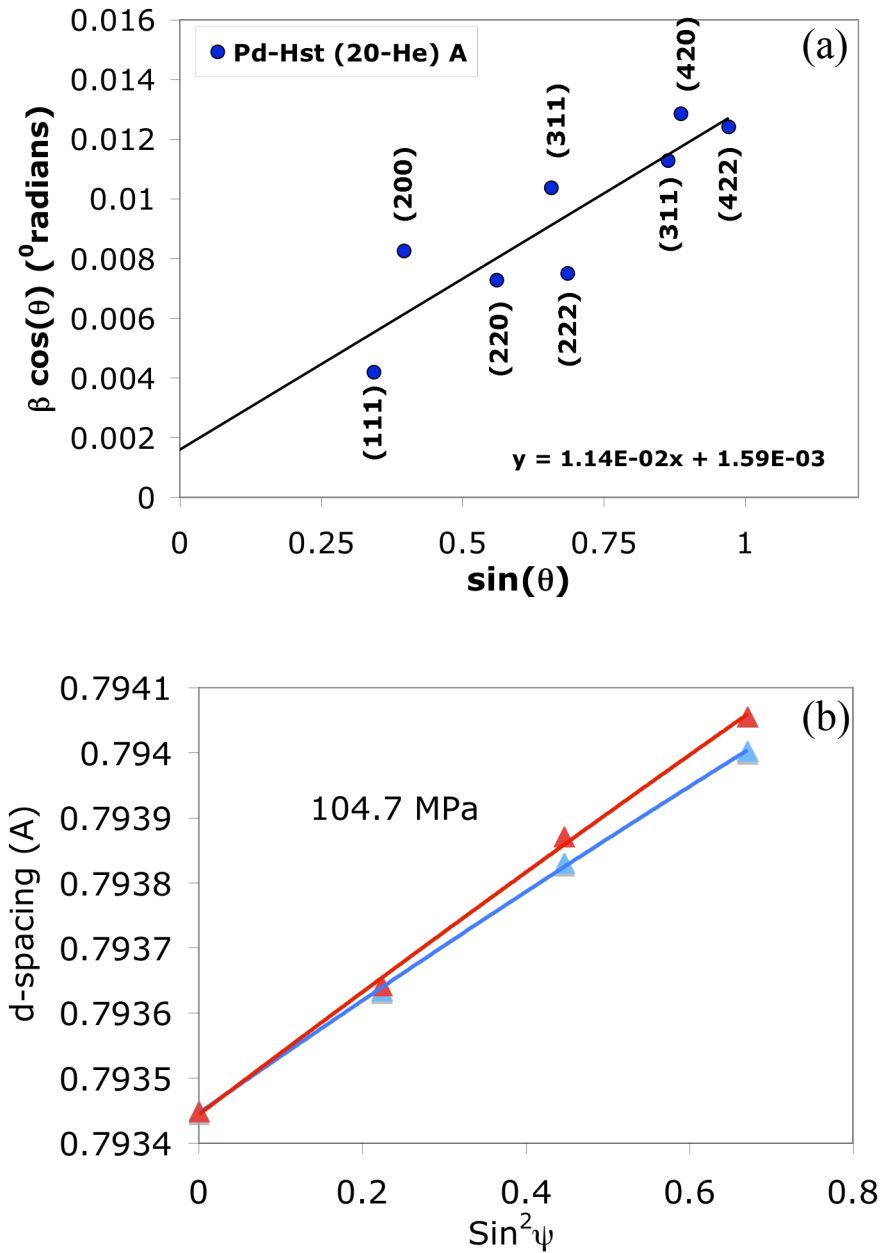 (a)
Pd-Hst (20-He) A
0.016
0.014
0.012
0.01
0.008
0.006
0.004
0.002
0
β cos(θ) (⁰radians)
(111)
(200)
(220)
(311)
(222)
(311)
(420)
(422)
y = 1.14E-02x + 1.59E-03
0 0.25 0.5 0.75 1
sin(θ)
(b)
0.7941
0.794
0.7939
0.7938
0.7937
0.7936
0.7935
0.7934
d-spacing (A)
104.7 MPa
0 0.2 0.4 0.6 0.8
Sin²ψ